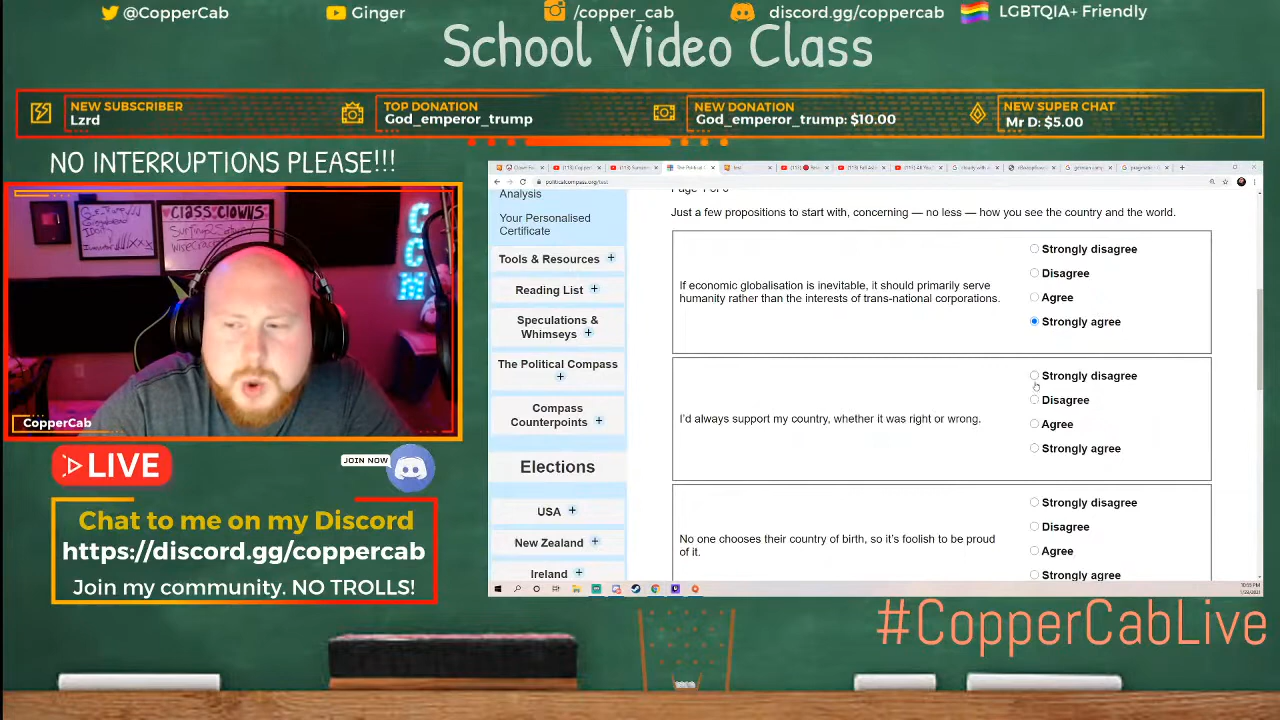 @CopperCab
Ginger
/copper_cab
discord.gg/coppercab
LGBTQIA+ Friendly
School Video Class
NEW SUBSCRIBER
Lzrd
TOP DONATION
God_emperor_trump
NEW DONATION
God_emperor_trump: $10.00
NEW SUPER CHAT
Mr D: $5.00
NO INTERRUPTIONS PLEASE!!!
CLASS CLOWNS
CopperCab
LIVE
JOIN NOW
Chat to me on my Discord
https://discord.gg/coppercab
Join my community. NO TROLLS!
politicalcompass.org/test
Analysis
Your Personalised
Certificate
Tools & Resources +
Reading List +
Speculations &
Whimseys +
The Political Compass
+
Compass
Counterpoints +
Elections
USA +
New Zealand +
Ireland +
Just a few propositions to start with, concerning — no less — how you see the country and the world.
If economic globalisation is inevitable, it should primarily serve
humanity rather than the interests of trans-national corporations.
Strongly disagree
Disagree
Agree
Strongly agree
I'd always support my country, whether it was right or wrong.
Strongly disagree
Disagree
Agree
Strongly agree
No one chooses their country of birth, so it's foolish to be proud
of it.
Strongly disagree
Disagree
Agree
Strongly agree
#CopperCabLive